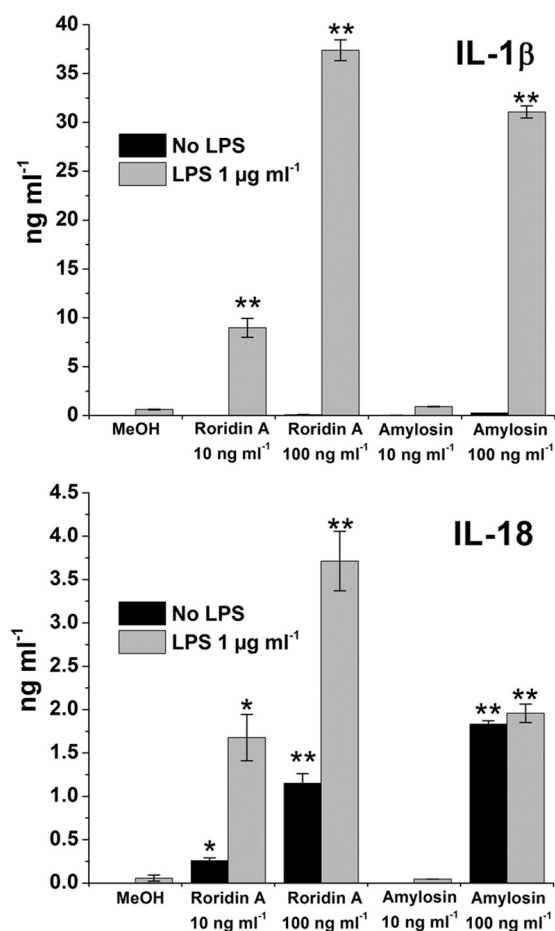 40
IL-1β
**
**
35
30
No LPS
LPS 1 µg ml⁻¹
25
ng ml⁻¹
20
15
**
10
5
0
MeOH Roridin A Roridin A Amylosin Amylosin
10 ng ml⁻¹ 100 ng ml⁻¹ 10 ng ml⁻¹ 100 ng ml⁻¹
4.5
IL-18
**
4.0
3.5
No LPS
LPS 1 µg ml⁻¹
3.0
ng ml⁻¹
2.5
*
** **
2.0
1.5
**
1.0
*
0.5
0.0
MeOH Roridin A Roridin A Amylosin Amylosin
10 ng ml⁻¹ 100 ng ml⁻¹ 10 ng ml⁻¹ 100 ng ml⁻¹